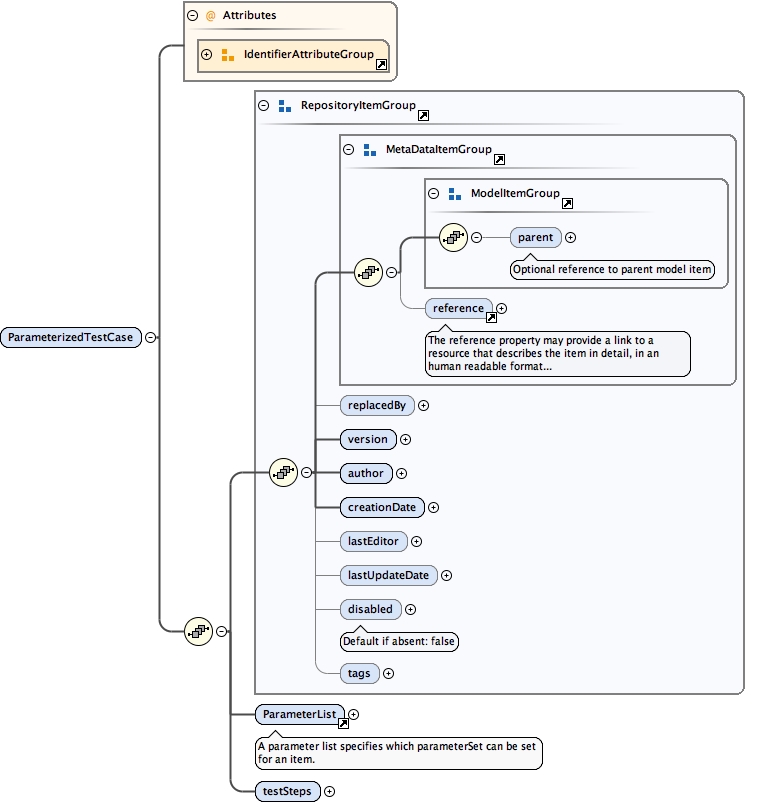 @ Attributes
IdentifierAttributeGroup
RepositoryItemGroup
MetaDataItemGroup
ModelItemGroup
parent
Optional reference to parent model item
reference
The reference property may provide a link to a
resource that describes the item in detail, in an
human readable format...
ParameterizedTestCase
replacedBy
version
author
creationDate
lastEditor
lastUpdateDate
disabled
Default if absent: false
tags
ParameterList
A parameter list specifies which parameterSet can be set
for an item.
testSteps